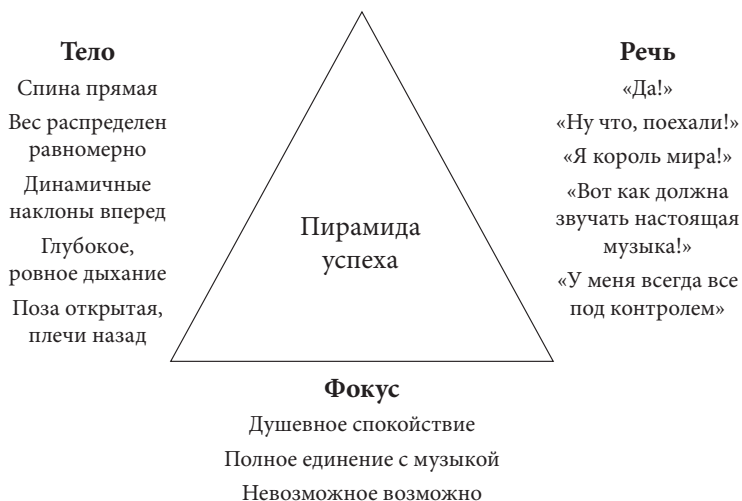 Тело
Спина прямая
Вес распределен
равномерно
Динамичные
наклоны вперед
Глубокое,
ровное дыхание
Поза открытая,
плечи назад
Пирамида
успеха
Речь
«Да!»
«Ну что, поехали!»
«Я король мира!»
«Вот как должна
звучать настоящая
музыка!»
«У меня всегда все
под контролем»
Фокус
Душевное спокойствие
Полное единение с музыкой
Невозможное возможно